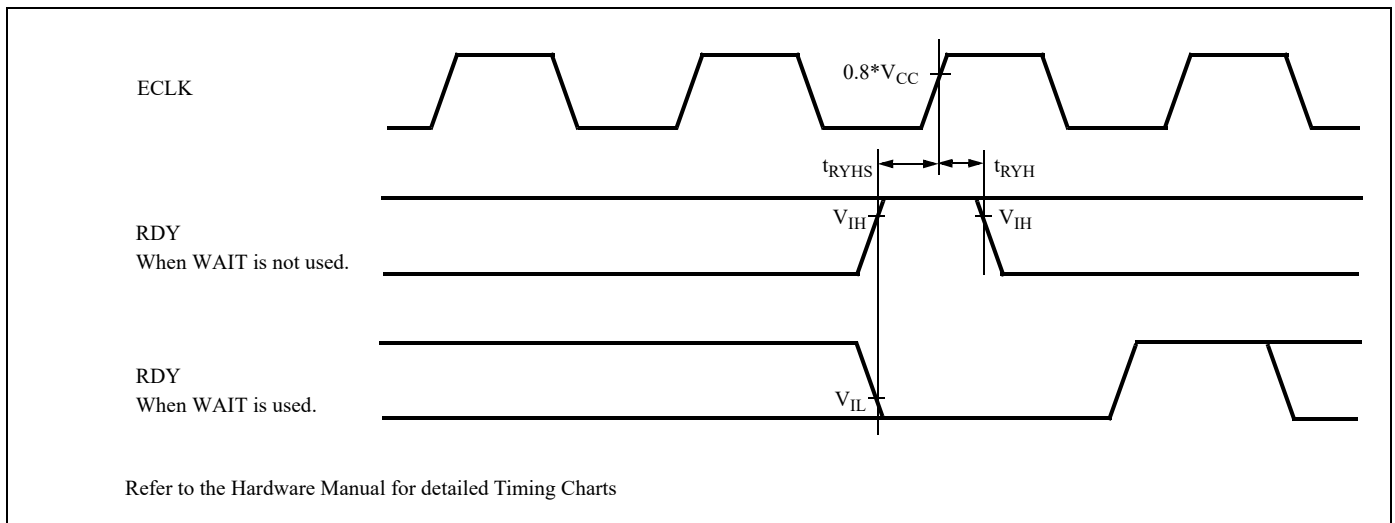 ECLK
0.8*VCC
tRYHS
tRYH
VIH
VIH
RDY
When WAIT is not used.
RDY
When WAIT is used.
VIL
Refer to the Hardware Manual for detailed Timing Charts